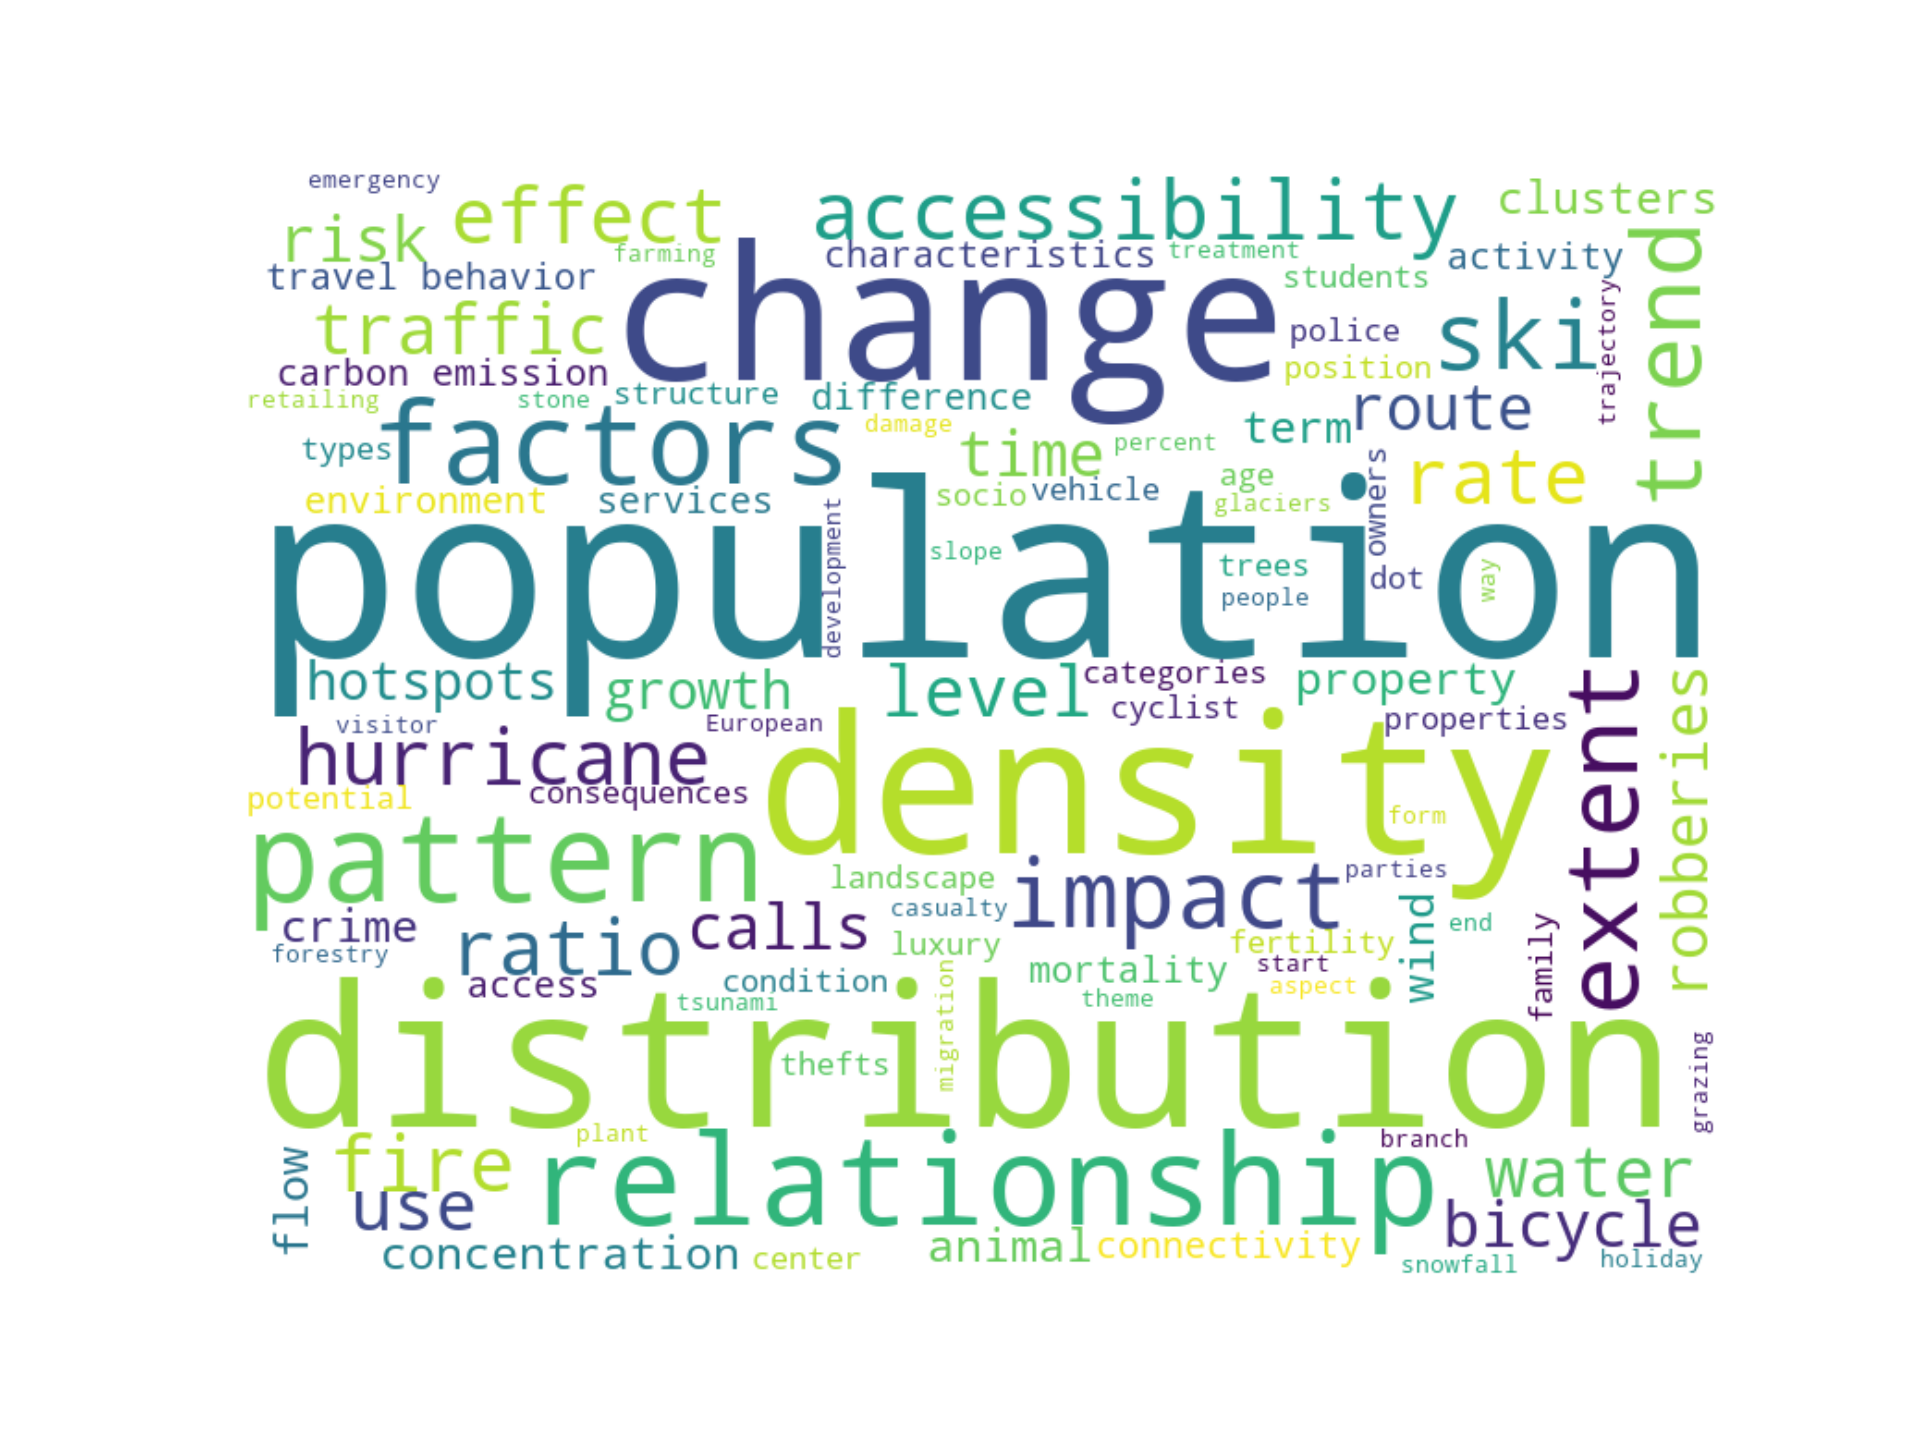 emergency
risk
effect
accessibility
clusters
farming
characteristics
treatment
activity
travel behavior
students
change
trend
traffic
police
ski
trajectory
carbon emission
position
retailing
stone
structure
difference
route
factors
damage
term
types
time
percent
owners
rate
environment
services
socio
vehicle
age
glaciers
population
development
slope
trees
people
dot
way
hotspots
growth
level
categories
property
extent
robberies
visitor
European
cyclist
properties
hurricane
density
potential
consequences
form
pattern
landscape
impact
parties
crime
ratio
calls
casualty
wind
end
family
forestry
luxury
fertility
access
condition
mortality
start
aspect
tsunami
migration
theme
distribution
thefts
grazing
flow
fire
plant
relationship
branch
water
use
bicycle
concentration
center
animal
connectivity
snowfall
holiday